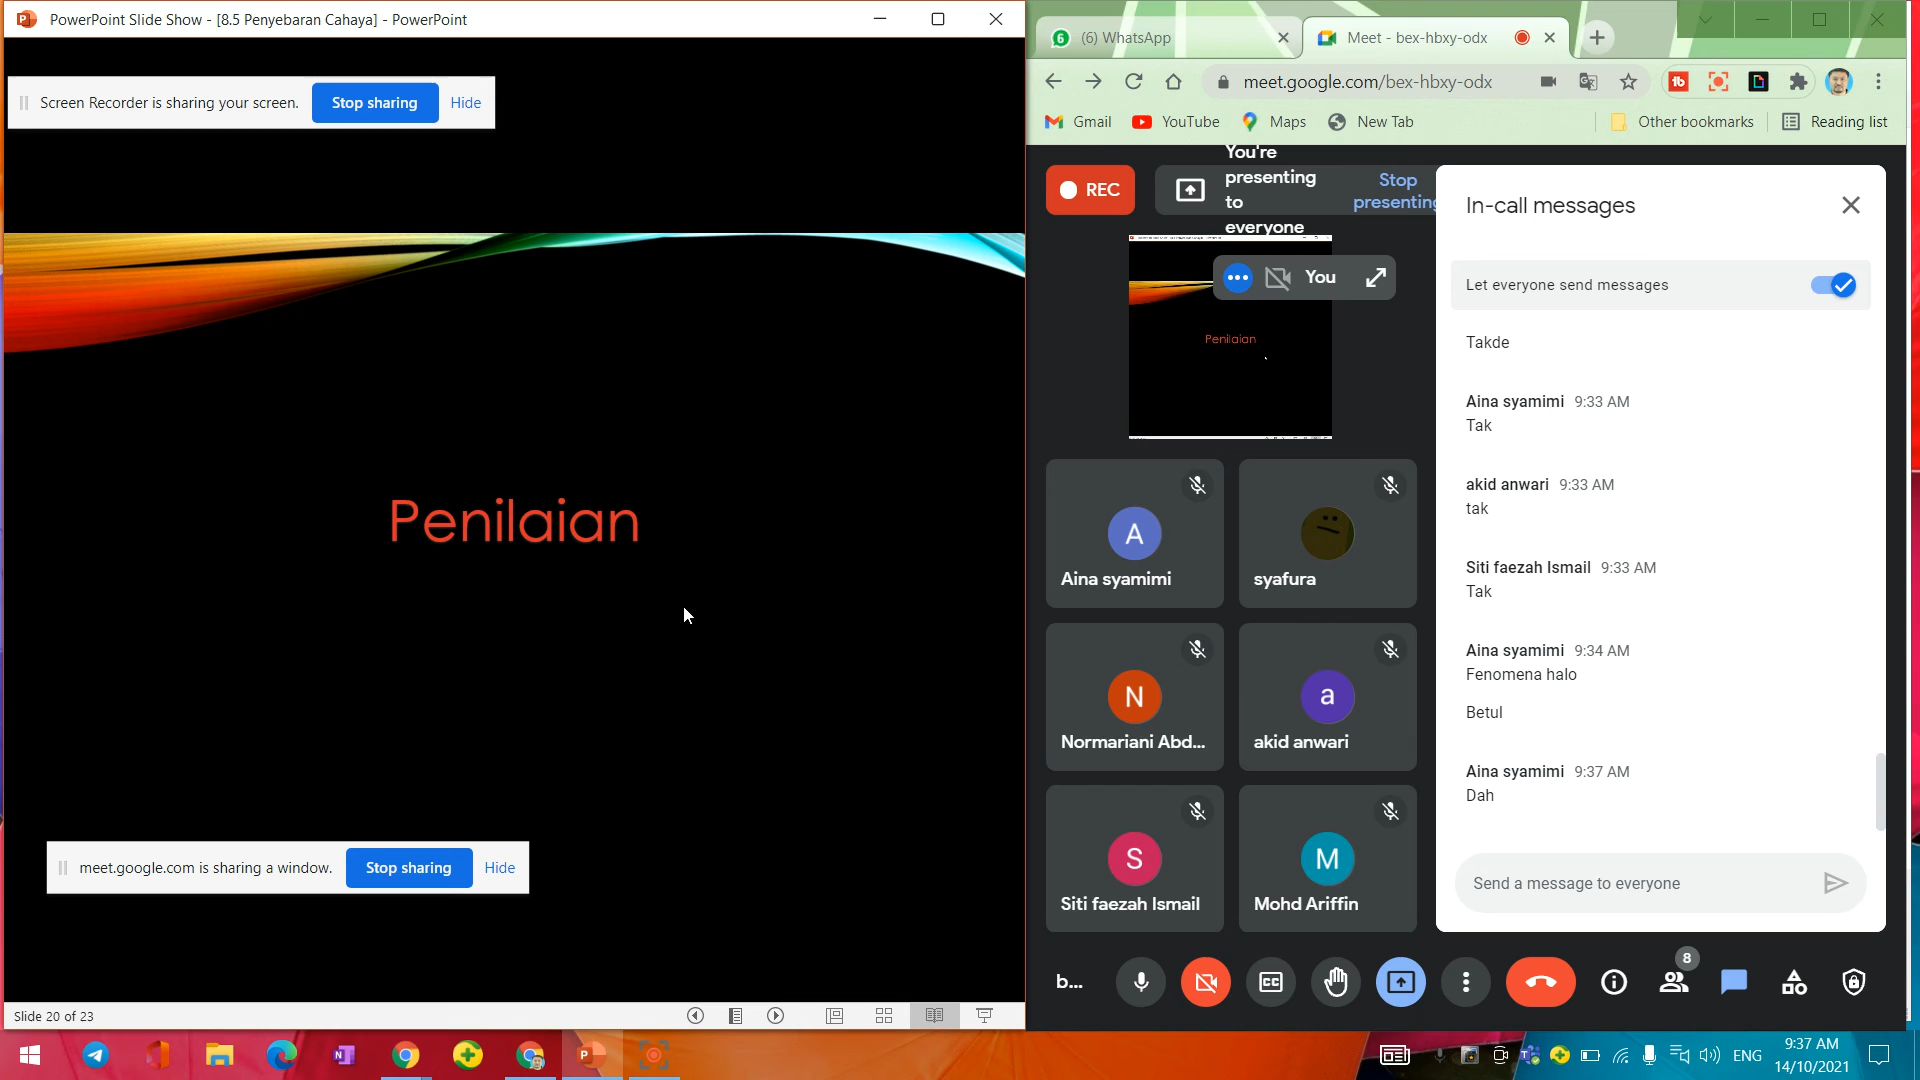 PowerPoint Slide Show - [8.5 Penyebaran Cahaya] - PowerPoint
Screen Recorder is sharing your screen.
Stop sharing
Hide
Penilaian
meet.google.com is sharing a window.
Stop sharing
Hide
Slide 20 of 23
(6) WhatsApp
Meet - bex-hbxy-odx
meet.google.com/bex-hbxy-odx
Gmail
YouTube
Maps
New Tab
Other bookmarks
Reading list
REC
You're
presenting
to
everyone
Stop
presenting
You
Penilaian
A
Aina syamimi
syafura
N
Normariani Abd...
a
akid anwari
S
Siti faezah Ismail
M
Mohd Ariffin
In-call messages
Let everyone send messages
Takde
Aina syamimi 9:33 AM
Tak
akid anwari 9:33 AM
tak
Siti faezah Ismail 9:33 AM
Tak
Aina syamimi 9:34 AM
Fenomena halo
Betul
Aina syamimi 9:37 AM
Dah
Send a message to everyone
b...
CC
8
ENG
9:37 AM
14/10/2021